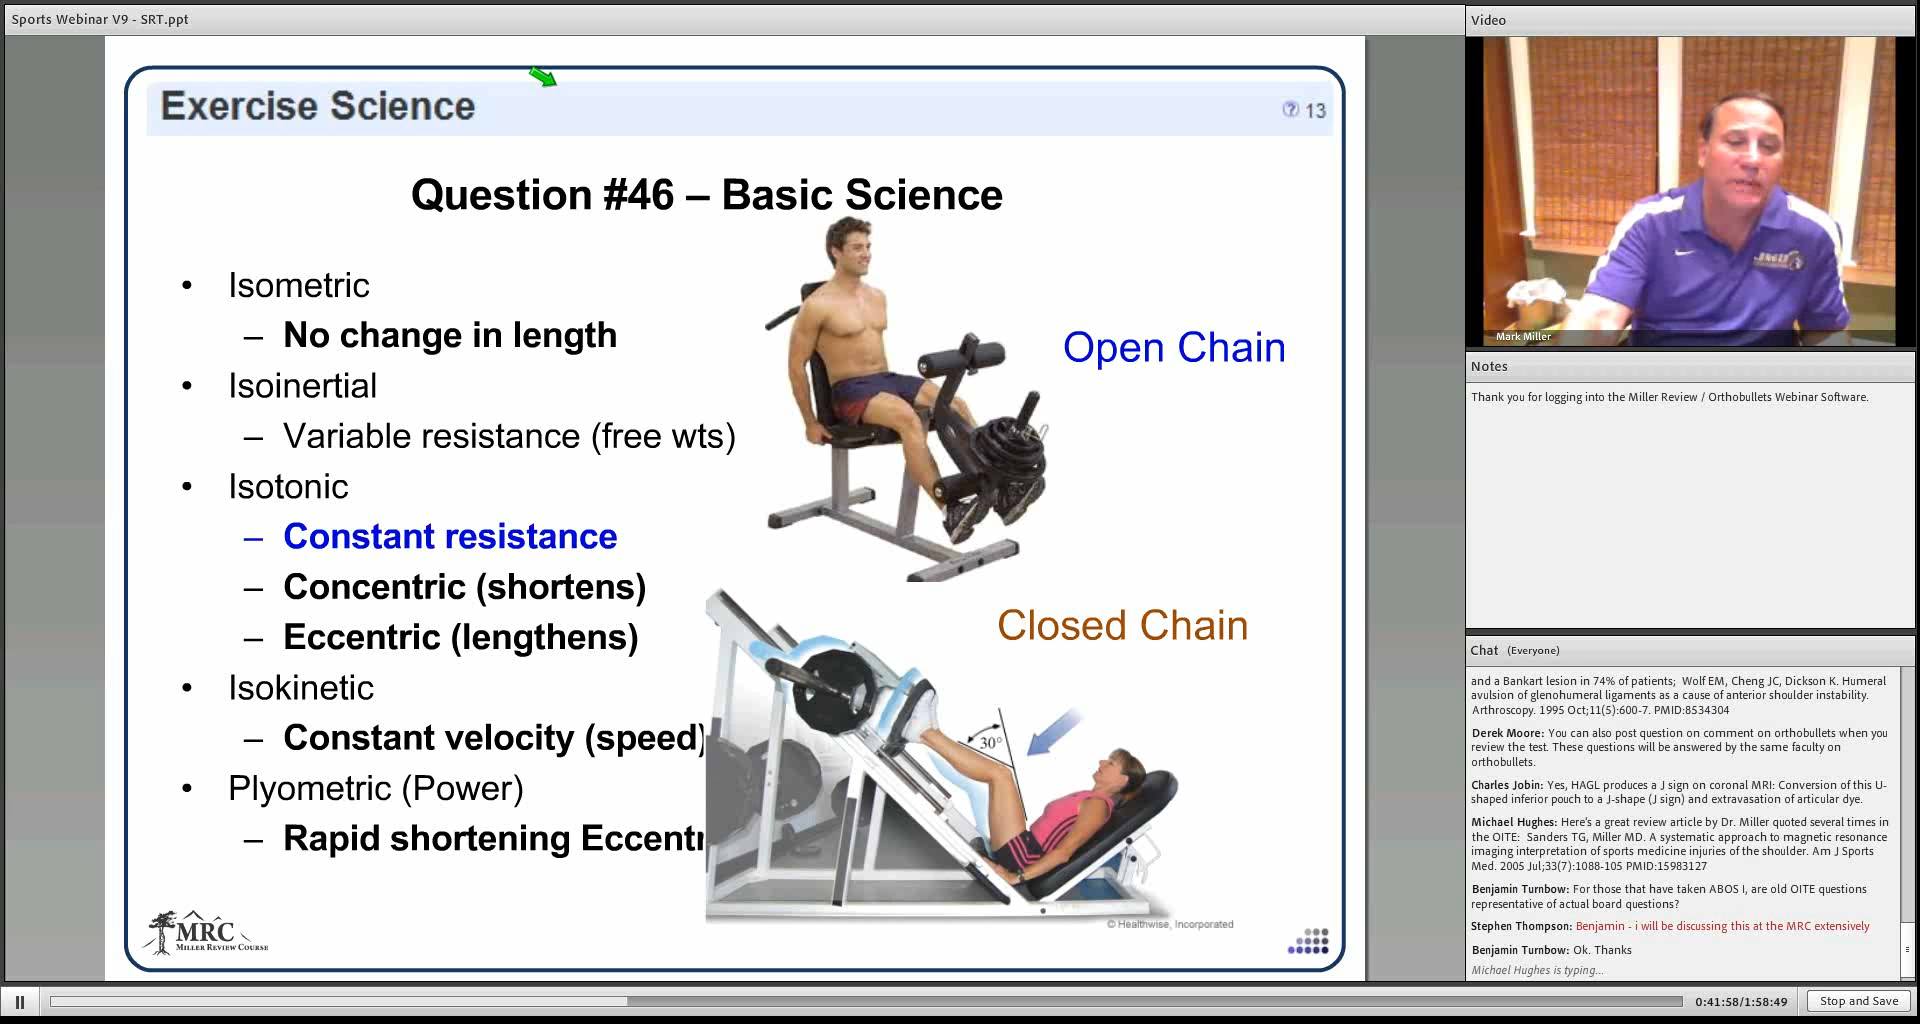 Sports Webinar V9 - SRT.ppt
Exercise Science
? 13
Question #46 – Basic Science
• Isometric
– No change in length
• Isoinertial
– Variable resistance (free wts)
• Isotonic
– Constant resistance
– Concentric (shortens)
– Eccentric (lengthens)
• Isokinetic
– Constant velocity (speed)
• Plyometric (Power)
– Rapid shortening Eccentr
Open Chain
Closed Chain
30°
© Healthwise, Incorporated
MRC
MILLER REVIEW COURSE
Video
Mark Miller
Notes
Thank you for logging into the Miller Review / Orthobullets Webinar Software.
Chat (Everyone)
and a Bankart lesion in 74% of patients; Wolf EM, Cheng JC, Dickson K. Humeral
avulsion of glenohumeral ligaments as a cause of anterior shoulder instability.
Arthroscopy. 1995 Oct;11(5):600-7. PMID:8534304
Derek Moore: You can also post question on comment on orthobullets when you
review the test. These questions will be answered by the same faculty on
orthobullets.
Charles Jobin: Yes, HAGL produces a J sign on coronal MRI: Conversion of this U-
shaped inferior pouch to a J-shape (J sign) and extravasation of articular dye.
Michael Hughes: Here's a great review article by Dr. Miller quoted several times in
the OITE: Sanders TG, Miller MD. A systematic approach to magnetic resonance
imaging interpretation of sports medicine injuries of the shoulder. Am J Sports
Med. 2005 Jul;33(7):1088-105 PMID:15983127
Benjamin Turnbow: For those that have taken ABOS I, are old OITE questions
representative of actual board questions?
Stephen Thompson: Benjamin - i will be discussing this at the MRC extensively
Benjamin Turnbow: Ok. Thanks
Michael Hughes is typing...
0:41:58/1:58:49
Stop and Save